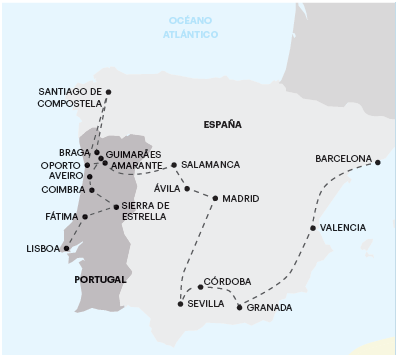 OCÉANO
ATLÁNTICO
SANTIAGO DE
COMPOSTELA
ESPAÑA
BRAGA
GUIMARÃES
OPORTO
AMARANTE
SALAMANCA
BARCELONA
AVEIRO
COIMBRA
ÁVILA
MADRID
SIERRA DE
ESTRELLA
FÁTIMA
VALENCIA
LISBOA
PORTUGAL
CÓRDOBA
SEVILLA
GRANADA